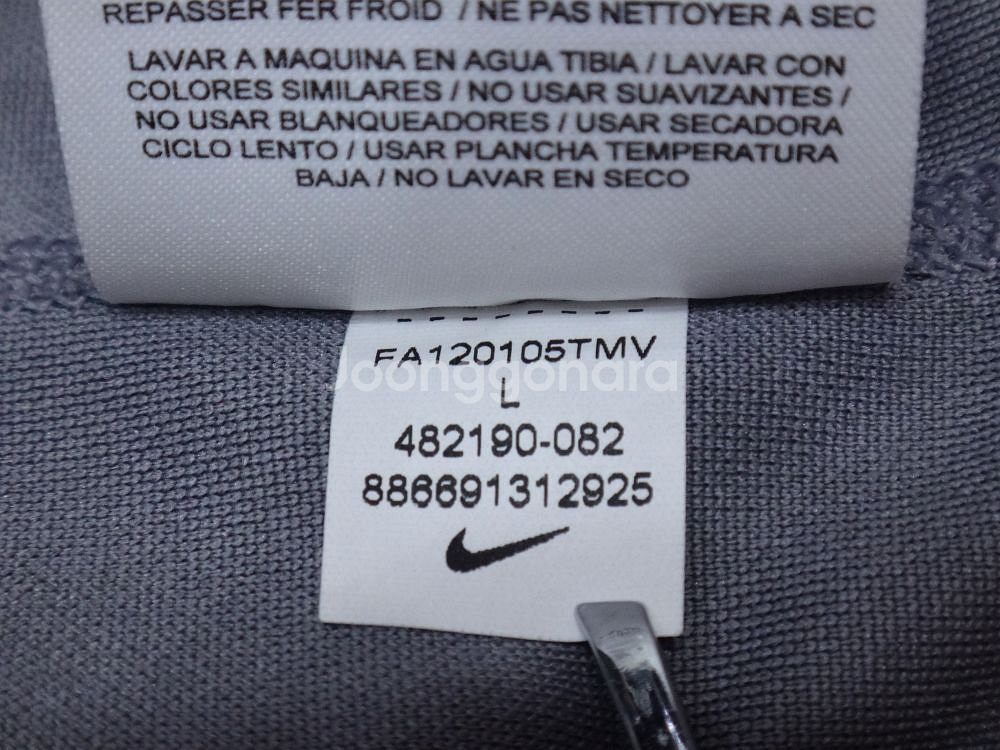 REPASSER FER FROID / NE PAS NETTOYER A SEC
LAVAR A MAQUINA EN AGUA TIBIA / LAVAR CON
COLORES SIMILARES / NO USAR SUAVIZANTES /
NO USAR BLANQUEADORES / USAR SECADORA
CICLO LENTO / USAR PLANCHA TEMPERATURA
BAJA / NO LAVAR EN SECO
FA120105TMV
Joonggonara
L
482190-082
886691312925